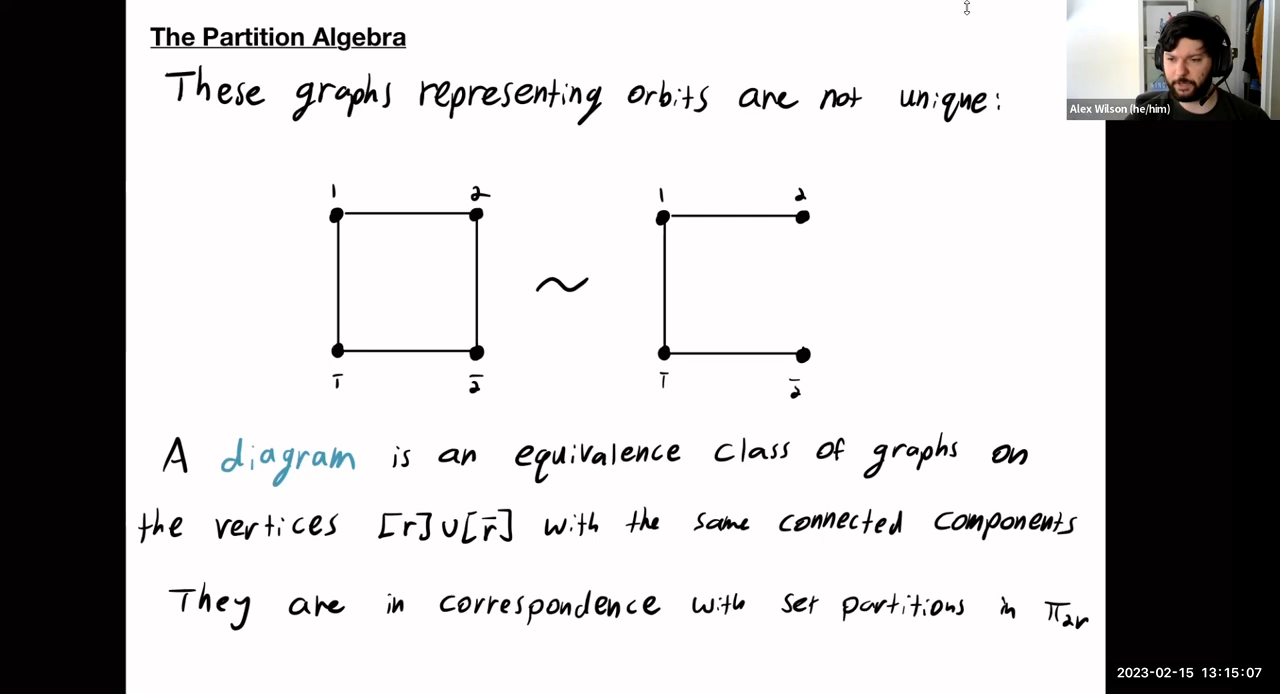 The Partition Algebra
These graphs representing orbits are not unique:
1 2 1 2
~
1̅ 2̅ 1̅ 2̅
A diagram is an equivalence class of graphs on
the vertices [r]∪[r̅] with the same connected components
They are in correspondence with set partitions in Π₂ᵣ
Alex Wilson (he/him)
2023-02-15 13:15:07